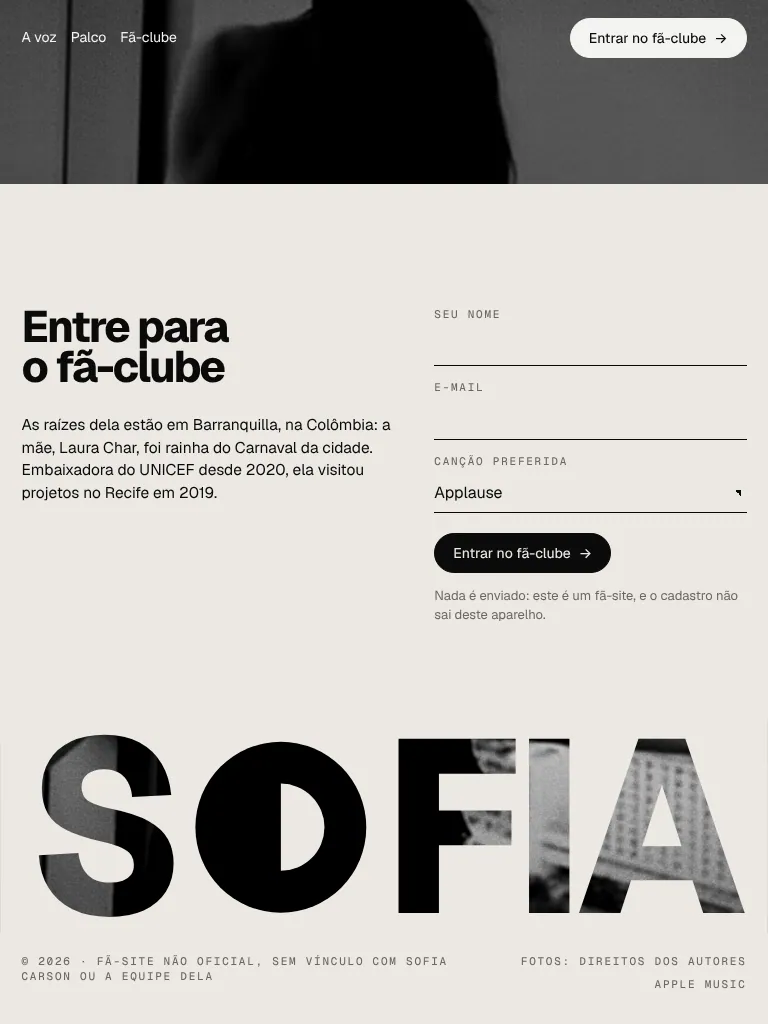 A voz Palco Fã-clube
Entrar no fã-clube →
Entre para
o fã-clube
As raízes dela estão em Barranquilla, na Colômbia: a
mãe, Laura Char, foi rainha do Carnaval da cidade.
Embaixadora do UNICEF desde 2020, ela visitou
projetos no Recife em 2019.
SEU NOME
E-MAIL
CANÇÃO PREFERIDA
Applause
Entrar no fã-clube →
Nada é enviado: este é um fã-site, e o cadastro não
sai deste aparelho.
SOFIA
© 2026 · FÃ-SITE NÃO OFICIAL, SEM VÍNCULO COM SOFIA
CARSON OU A EQUIPE DELA
FOTOS: DIREITOS DOS AUTORES
APPLE MUSIC